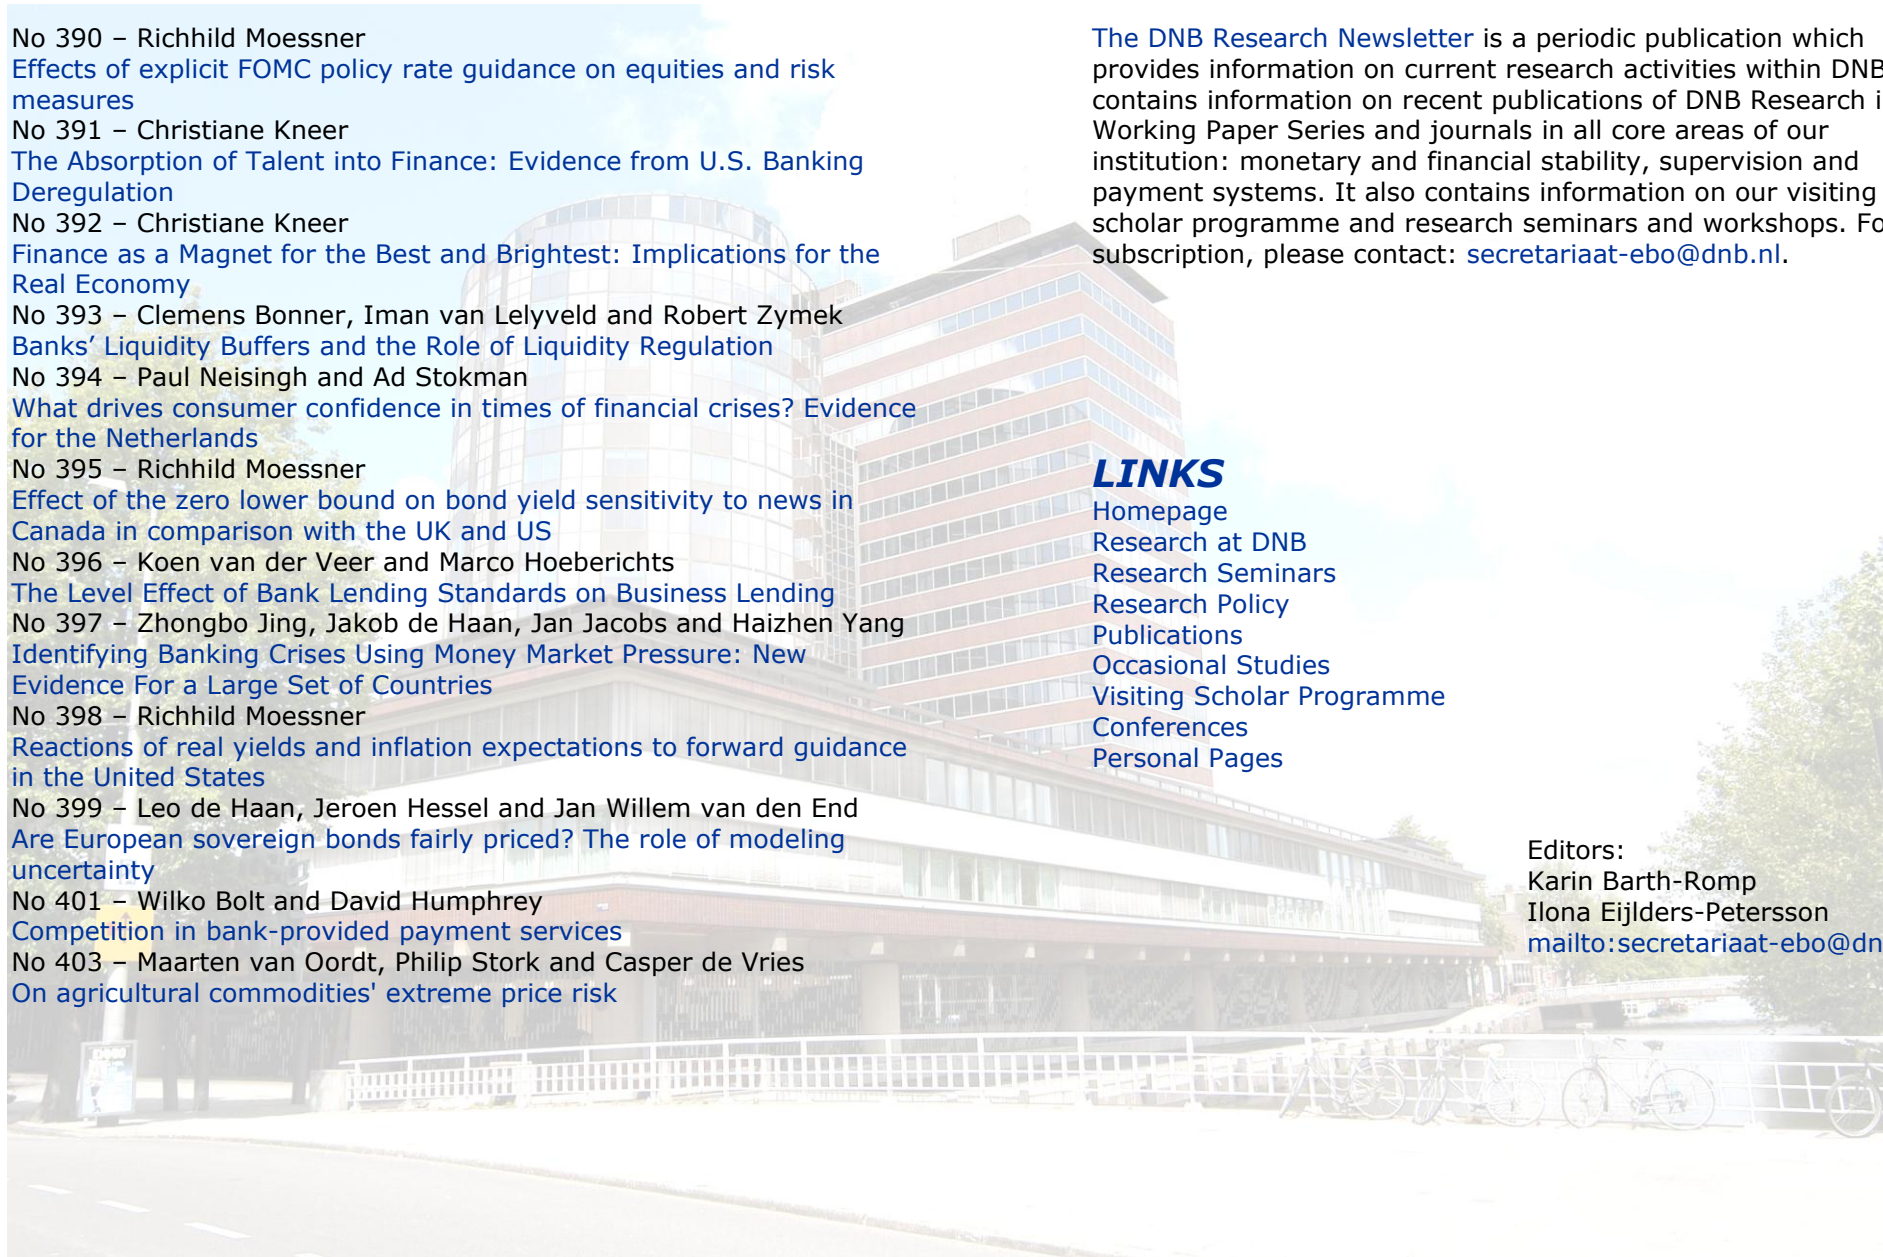 No 390 – Richhild Moessner
Effects of explicit FOMC policy rate guidance on equities and risk
measures
No 391 – Christiane Kneer
The Absorption of Talent into Finance: Evidence from U.S. Banking
Deregulation
No 392 – Christiane Kneer
Finance as a Magnet for the Best and Brightest: Implications for the
Real Economy
No 393 – Clemens Bonner, Iman van Lelyveld and Robert Zymek
Banks’ Liquidity Buffers and the Role of Liquidity Regulation
No 394 – Paul Neisingh and Ad Stokman
What drives consumer confidence in times of financial crises? Evidence
for the Netherlands
No 395 – Richhild Moessner
Effect of the zero lower bound on bond yield sensitivity to news in
Canada in comparison with the UK and US
No 396 – Koen van der Veer and Marco Hoeberichts
The Level Effect of Bank Lending Standards on Business Lending
No 397 – Zhongbo Jing, Jakob de Haan, Jan Jacobs and Haizhen Yang
Identifying Banking Crises Using Money Market Pressure: New
Evidence For a Large Set of Countries
No 398 – Richhild Moessner
Reactions of real yields and inflation expectations to forward guidance
in the United States
No 399 – Leo de Haan, Jeroen Hessel and Jan Willem van den End
Are European sovereign bonds fairly priced? The role of modeling
uncertainty
No 401 – Wilko Bolt and David Humphrey
Competition in bank-provided payment services
No 403 – Maarten van Oordt, Philip Stork and Casper de Vries
On agricultural commodities' extreme price risk
The DNB Research Newsletter is a periodic publication which
provides information on current research activities within DNB
contains information on recent publications of DNB Research i
Working Paper Series and journals in all core areas of our
institution: monetary and financial stability, supervision and
payment systems. It also contains information on our visiting
scholar programme and research seminars and workshops. Fo
subscription, please contact: secretariaat-ebo@dnb.nl.
LINKS
Homepage
Research at DNB
Research Seminars
Research Policy
Publications
Occasional Studies
Visiting Scholar Programme
Conferences
Personal Pages
Editors:
Karin Barth-Romp
Ilona Eijlders-Petersson
mailto:secretariaat-ebo@dn